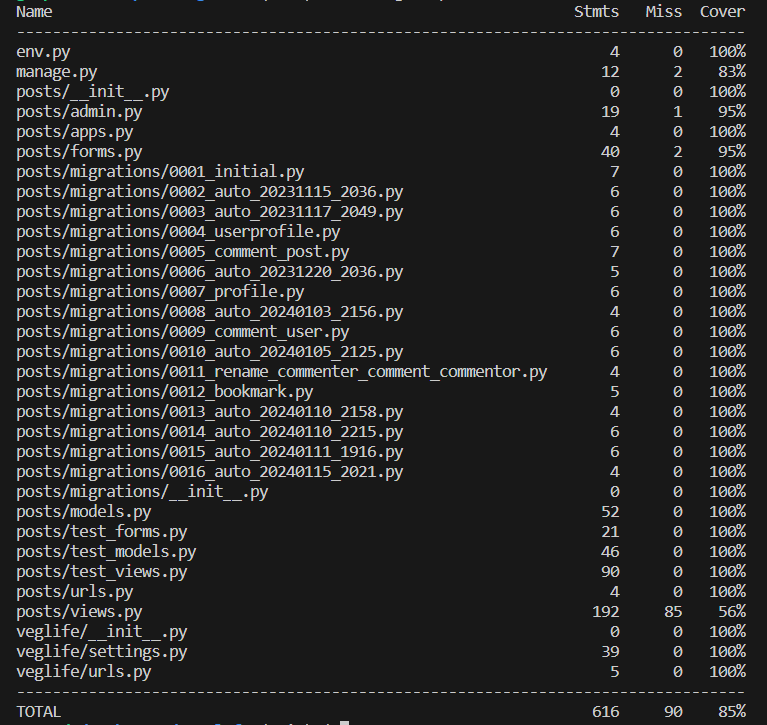 Name Stmts Miss Cover
--------------------------------------------------------------------------------
env.py 4 0 100%
manage.py 12 2 83%
posts/__init__.py 0 0 100%
posts/admin.py 19 1 95%
posts/apps.py 4 0 100%
posts/forms.py 40 2 95%
posts/migrations/0001_initial.py 7 0 100%
posts/migrations/0002_auto_20231115_2036.py 6 0 100%
posts/migrations/0003_auto_20231117_2049.py 6 0 100%
posts/migrations/0004_userprofile.py 6 0 100%
posts/migrations/0005_comment_post.py 7 0 100%
posts/migrations/0006_auto_20231220_2036.py 5 0 100%
posts/migrations/0007_profile.py 6 0 100%
posts/migrations/0008_auto_20240103_2156.py 4 0 100%
posts/migrations/0009_comment_user.py 6 0 100%
posts/migrations/0010_auto_20240105_2125.py 6 0 100%
posts/migrations/0011_rename_commenter_comment_commentor.py 4 0 100%
posts/migrations/0012_bookmark.py 5 0 100%
posts/migrations/0013_auto_20240110_2158.py 4 0 100%
posts/migrations/0014_auto_20240110_2215.py 6 0 100%
posts/migrations/0015_auto_20240111_1916.py 6 0 100%
posts/migrations/0016_auto_20240115_2021.py 4 0 100%
posts/migrations/__init__.py 0 0 100%
posts/models.py 52 0 100%
posts/test_forms.py 21 0 100%
posts/test_models.py 46 0 100%
posts/test_views.py 90 0 100%
posts/urls.py 4 0 100%
posts/views.py 192 85 56%
veglife/__init__.py 0 0 100%
veglife/settings.py 39 0 100%
veglife/urls.py 5 0 100%
--------------------------------------------------------------------------------
TOTAL 616 90 85%